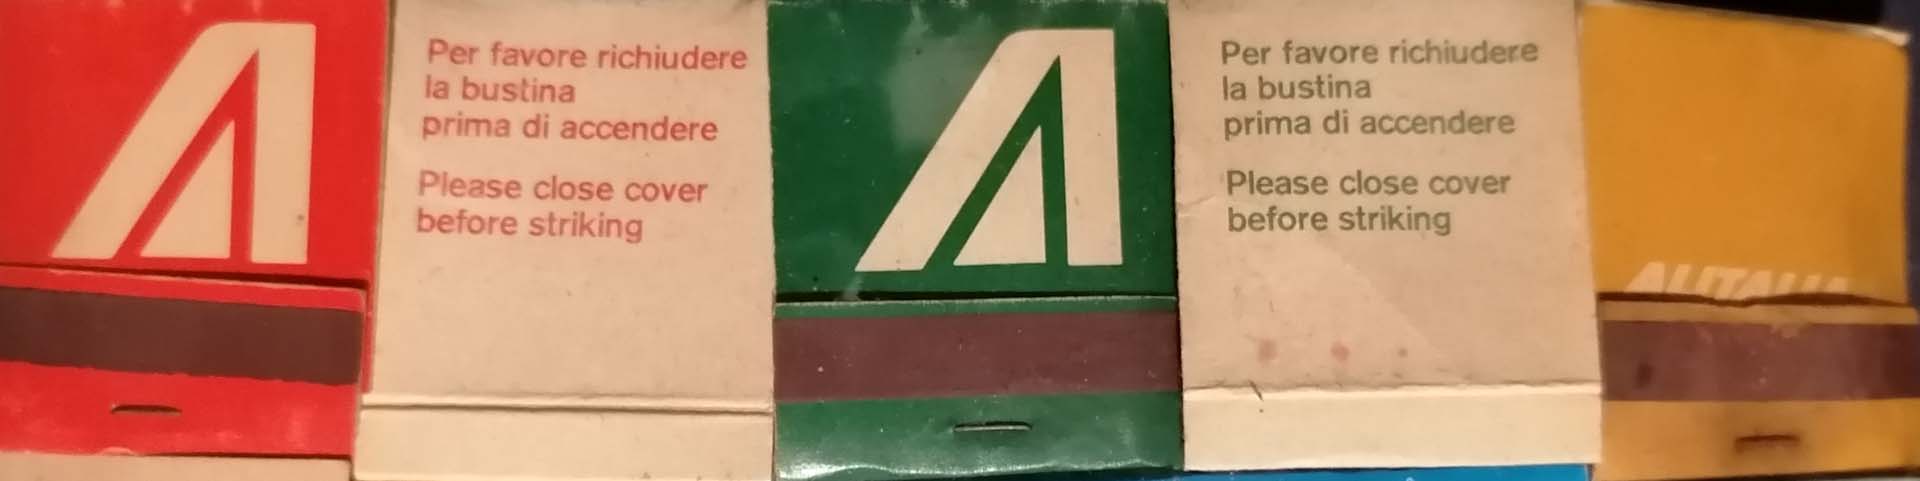 Per favore richiudere
la bustina
prima di accendere
Please close cover
before striking
Per favore richiudere
la bustina
prima di accendere
Please close cover
before striking
ALITALIA